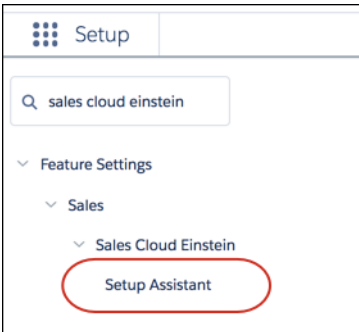 Setup
sales cloud einstein
Feature Settings
Sales
Sales Cloud Einstein
Setup Assistant